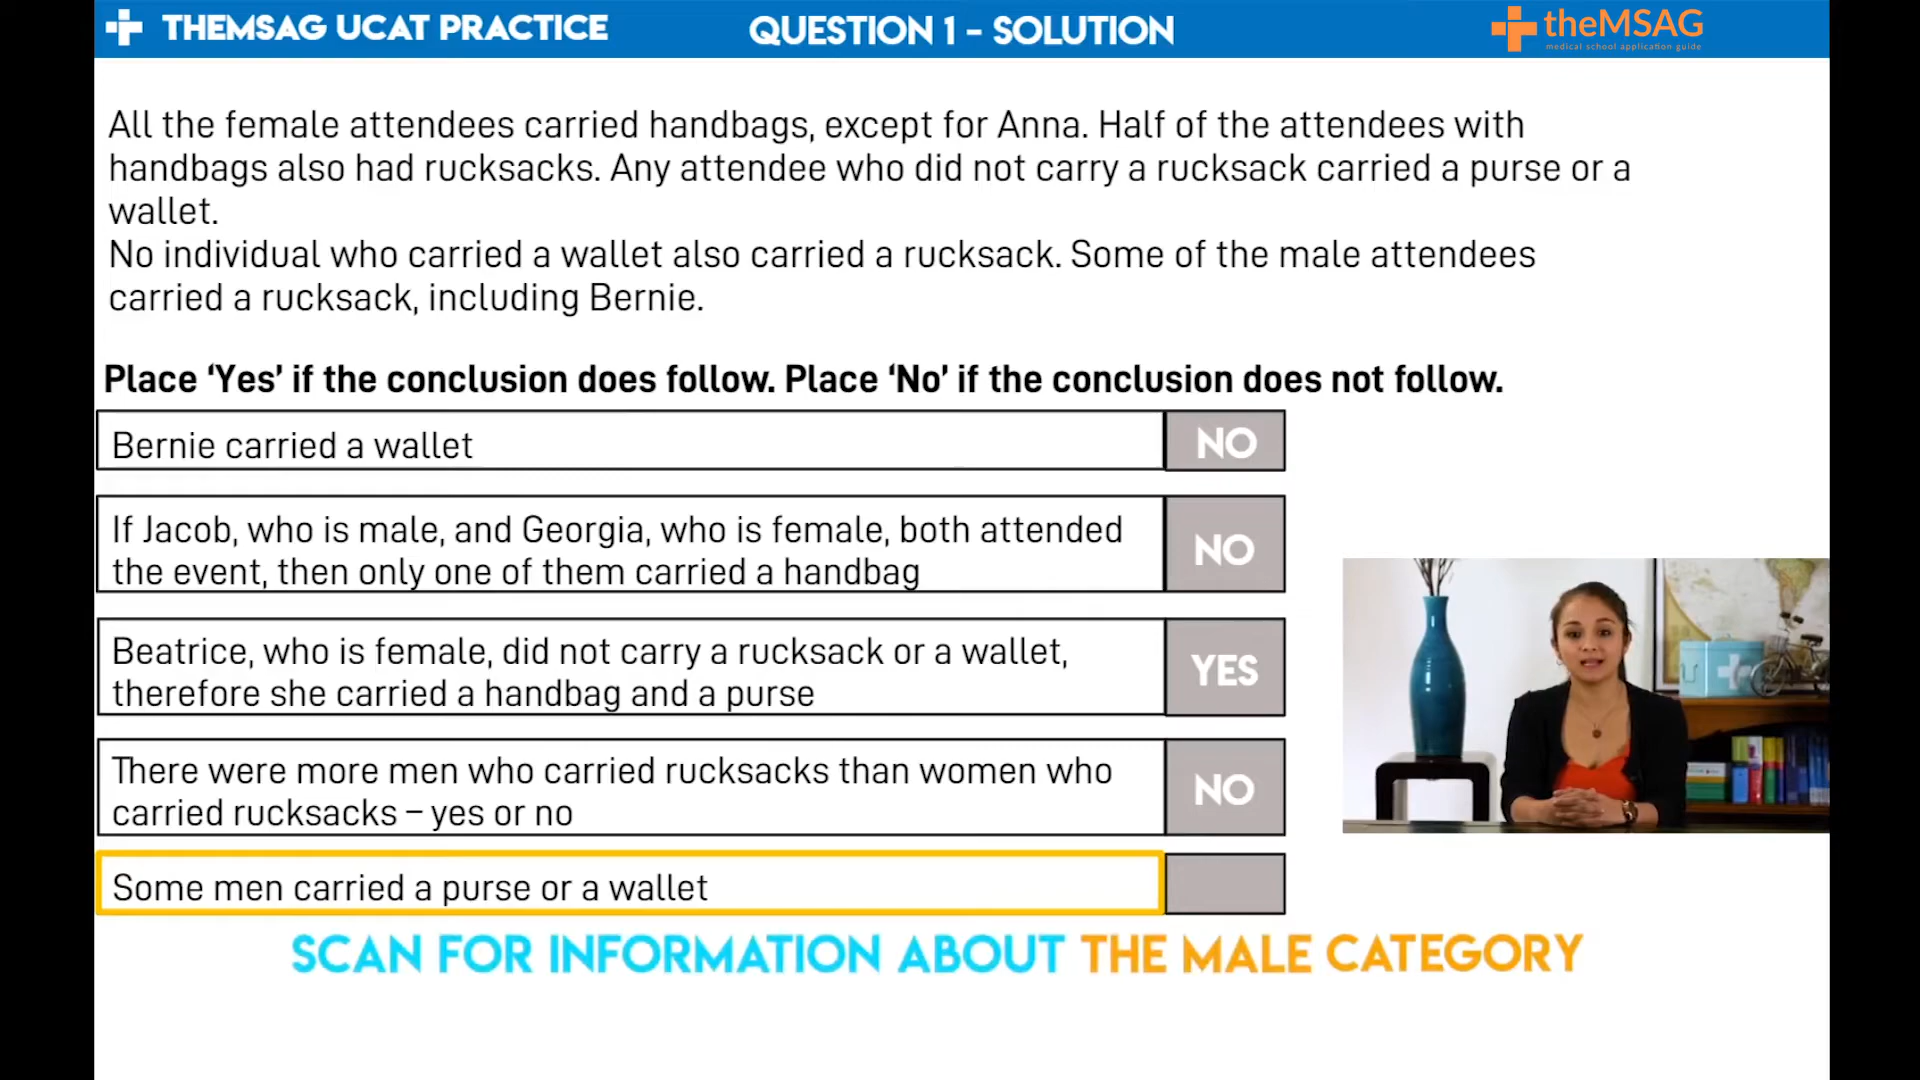 THEMSAG UCAT PRACTICE
QUESTION 1 - SOLUTION
theMSAG
medical school application guide
All the female attendees carried handbags, except for Anna. Half of the attendees with
handbags also had rucksacks. Any attendee who did not carry a rucksack carried a purse or a
wallet.
No individual who carried a wallet also carried a rucksack. Some of the male attendees
carried a rucksack, including Bernie.
Place ‘Yes’ if the conclusion does follow. Place ‘No’ if the conclusion does not follow.
Bernie carried a wallet
NO
If Jacob, who is male, and Georgia, who is female, both attended
the event, then only one of them carried a handbag
NO
Beatrice, who is female, did not carry a rucksack or a wallet,
therefore she carried a handbag and a purse
YES
There were more men who carried rucksacks than women who
carried rucksacks – yes or no
NO
Some men carried a purse or a wallet
SCAN FOR INFORMATION ABOUT THE MALE CATEGORY